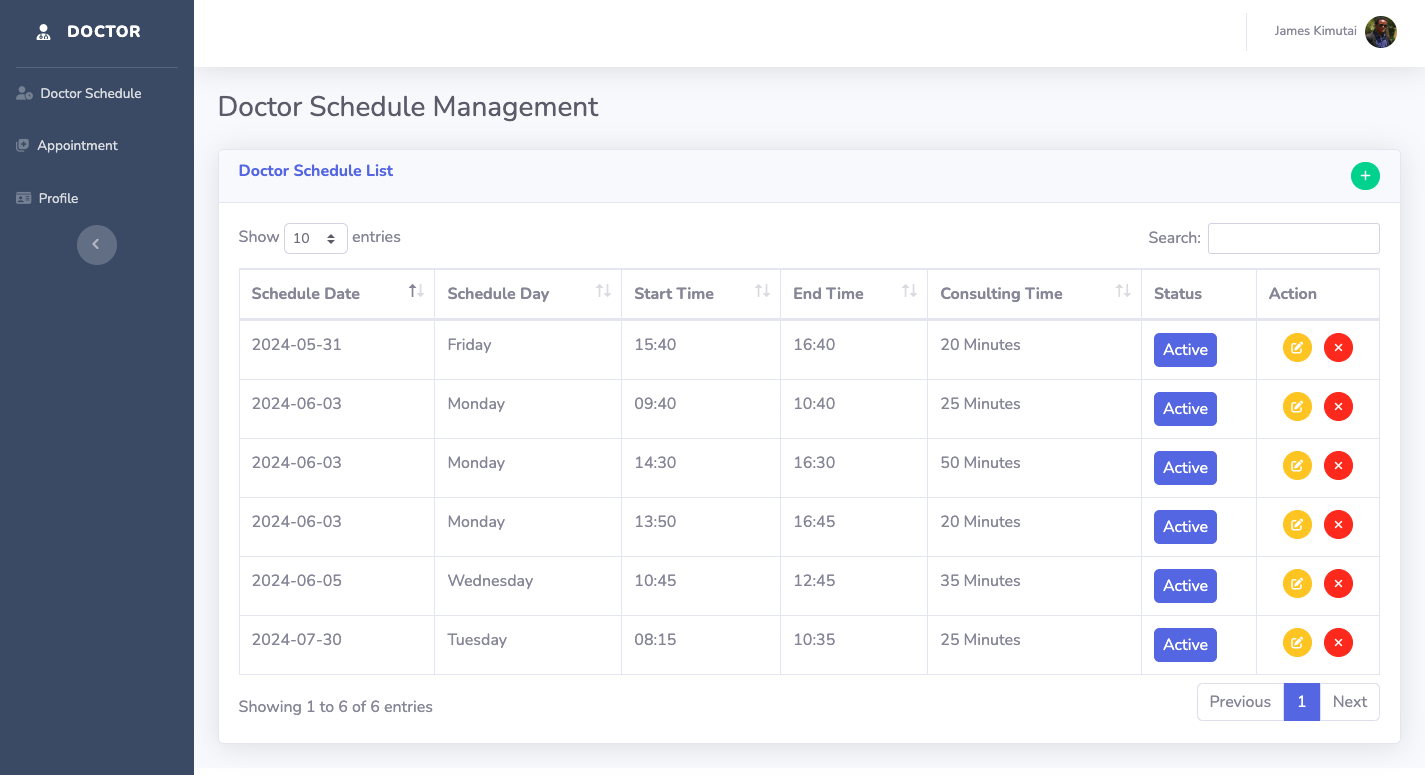 DOCTOR
James Kimutai
Doctor Schedule
Appointment
Profile
Doctor Schedule Management
Doctor Schedule List
Show 10 entries
Search:
Schedule Date Schedule Day Start Time End Time Consulting Time Status Action
2024-05-31 Friday 15:40 16:40 20 Minutes Active
2024-06-03 Monday 09:40 10:40 25 Minutes Active
2024-06-03 Monday 14:30 16:30 50 Minutes Active
2024-06-03 Monday 13:50 16:45 20 Minutes Active
2024-06-05 Wednesday 10:45 12:45 35 Minutes Active
2024-07-30 Tuesday 08:15 10:35 25 Minutes Active
Showing 1 to 6 of 6 entries
Previous 1 Next